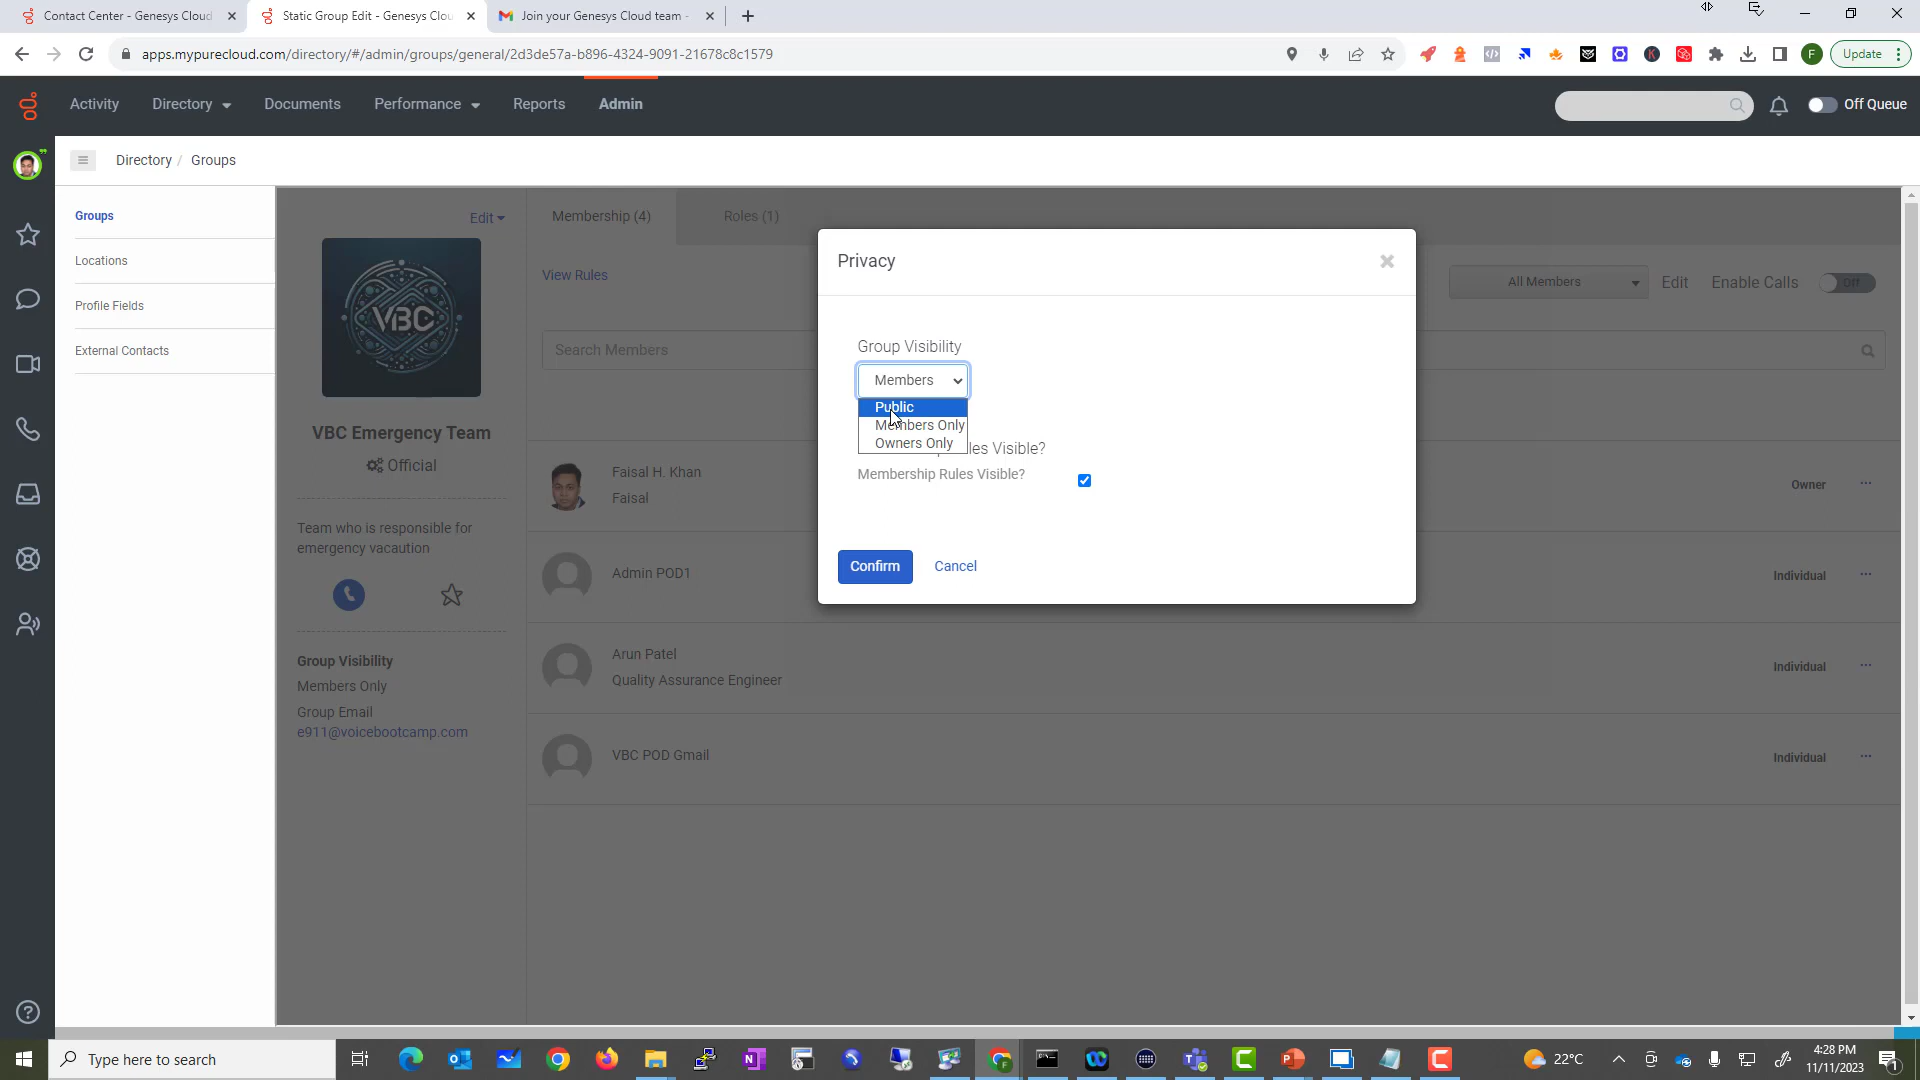 Contact Center - Genesys Cloud
Static Group Edit - Genesys Clou
Join your Genesys Cloud team -
apps.mypurecloud.com/directory/#/admin/groups/general/2d3de57a-b896-4324-9091-21678c8c1579
F
Update
Activity
Directory
Documents
Performance
Reports
Admin
Off Queue
Directory / Groups
Groups
Locations
Profile Fields
External Contacts
Edit
VBC
VBC Emergency Team
Official
Team who is responsible for
emergency vacaution
Group Visibility
Members Only
Group Email
e911@voicebootcamp.com
Membership (4)
Roles (1)
View Rules
All Members
Edit
Enable Calls
Off
Search Members
Privacy
Group Visibility
Members
Public
Members Only
Owners Only
les Visible?
Membership Rules Visible?
Confirm
Cancel
Faisal H. Khan
Faisal
Owner
Admin POD1
Individual
Arun Patel
Quality Assurance Engineer
Individual
VBC POD Gmail
Individual
Type here to search
22°C
4:28 PM
11/11/2023
1